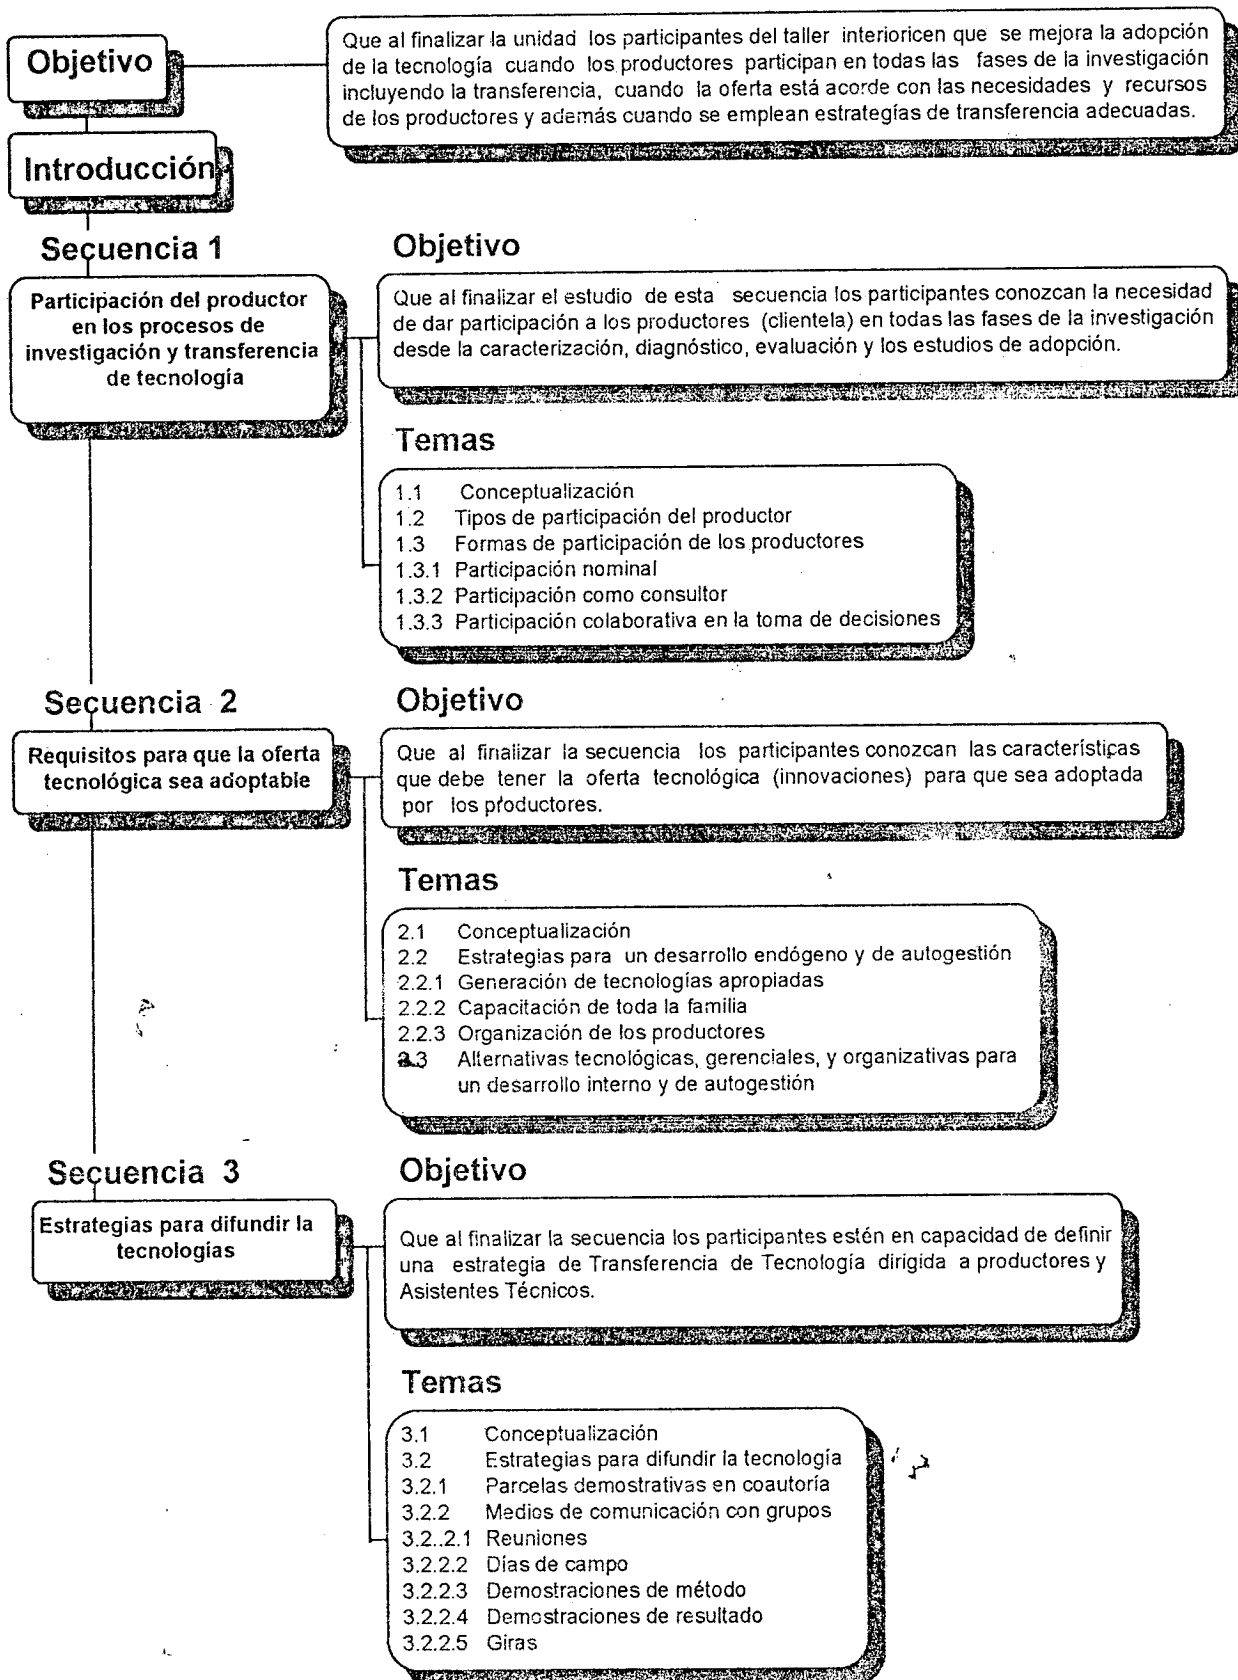 Objetivo
Que al finalizar la unidad los participantes del taller interioricen que se mejora la adopción
de la tecnología cuando los productores participan en todas las fases de la investigación
incluyendo la transferencia, cuando la oferta está acorde con las necesidades y recursos
de los productores y además cuando se emplean estrategías de transferencia adecuadas.
Introducción
Secuencia 1
Participación del productor
en los procesos de
investigación y transferencia
de tecnología
Objetivo
Que al finalizar el estudio de esta secuencia los participantes conozcan la necesidad
de dar participación a los productores (clientela) en todas las fases de la investigación
desde la caracterización, diagnóstico, evaluación y los estudios de adopción.
Temas
1.1 Conceptualización
1.2 Tipos de participación del productor
1.3 Formas de participación de los productores
1.3.1 Participación nominal
1.3.2 Participación como consultor
1.3.3 Participación colaborativa en la toma de decisiones
Secuencia 2
Requisitos para que la oferta
tecnológica sea adoptable
Objetivo
Que al finalizar la secuencia los participantes conozcan las características
que debe tener la oferta tecnológica (innovaciones) para que sea adoptada
por los productores.
Temas
2.1 Conceptualización
2.2 Estrategias para un desarrollo endógeno y de autogestión
2.2.1 Generación de tecnologías apropiadas
2.2.2 Capacitación de toda la familia
2.2.3 Organización de los productores
2.3 Alternativas tecnológicas, gerenciales, y organizativas para
un desarrollo interno y de autogestión
Secuencia 3
Estrategias para difundir la
tecnologías
Objetivo
Que al finalizar la secuencia los participantes estén en capacidad de definir
una estrategia de Transferencia de Tecnología dirigida a productores y
Asistentes Técnicos.
Temas
3.1 Conceptualización
3.2 Estrategias para difundir la tecnología
3.2.1 Parcelas demostrativas en coautoría
3.2.2 Medios de comunicación con grupos
3.2..2.1 Reuniones
3.2.2.2 Días de campo
3.2.2.3 Demostraciones de método
3.2.2.4 Demostraciones de resultado
3.2.2.5 Giras